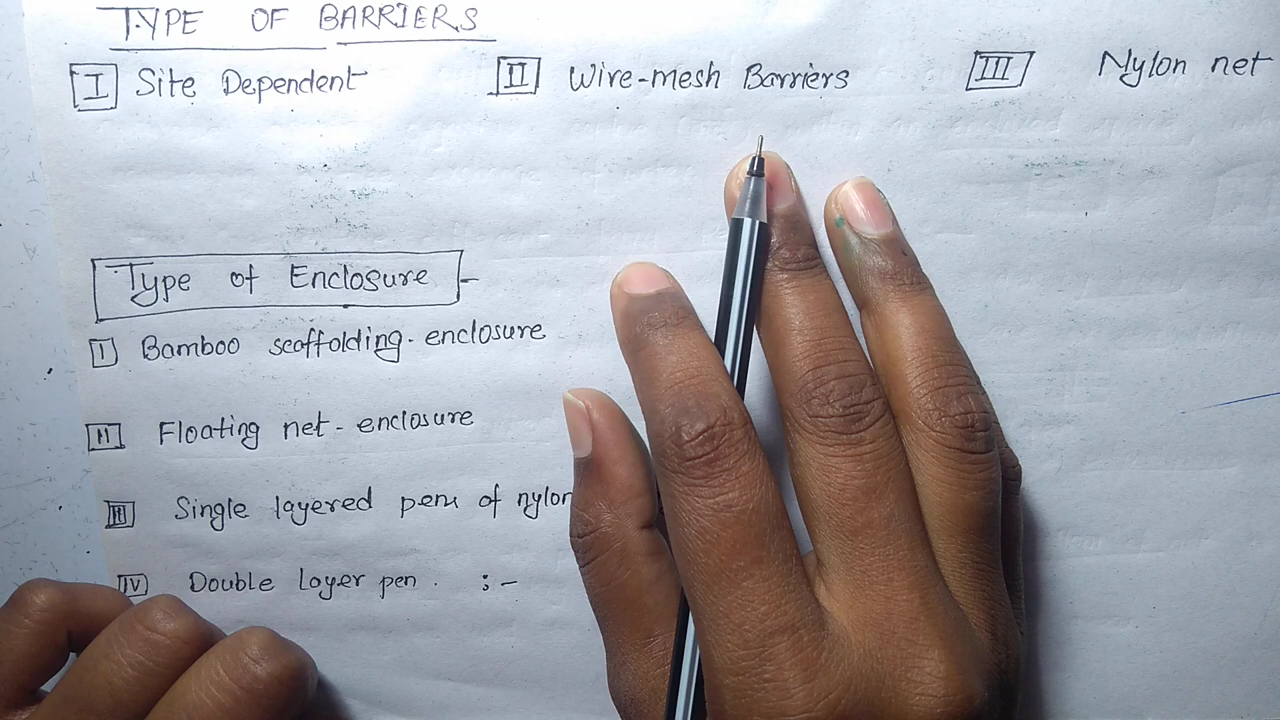 TYPE OF BARRIERS
I Site Dependent II Wire-mesh Barriers III Nylon net
Type of Enclosure -
I Bamboo scaffolding. enclosure
II Floating net - enclosure
III Single layered pens of nylon
IV Double layer pen . : -